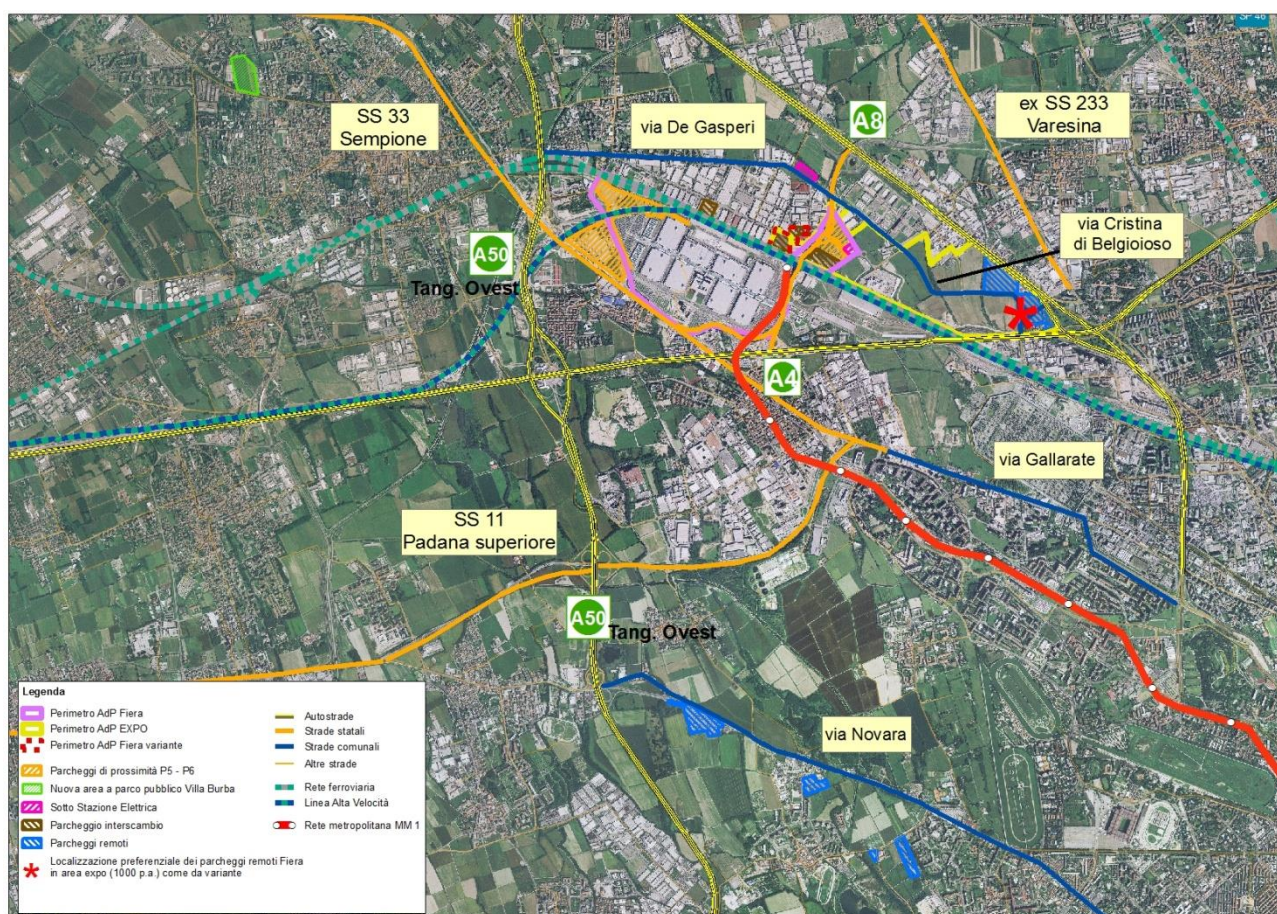 SP 46
SS 33
Sempione
via De Gasperi
A8
ex SS 233
Varesina
via Cristina
di Belgioioso
A50
Tang. Ovest
A4
via Gallarate
SS 11
Padana superiore
A50
Tang. Ovest
via Novara
Legenda
Perimetro AdP Fiera
Perimetro AdP EXPO
Perimetro AdP Fiera variante
Parcheggi di prossimità P5 - P6
Nuova area a parco pubblico Villa Burba
Sotto Stazione Elettrica
Parcheggio interscambio
Parcheggi remoti
Localizzazione preferenziale dei parcheggi remoti Fiera
in area expo (1000 p.a.) come da variante
Autostrade
Strade statali
Strade comunali
Altre strade
Rete ferroviaria
Linea Alta Velocità
Rete metropolitana MM 1